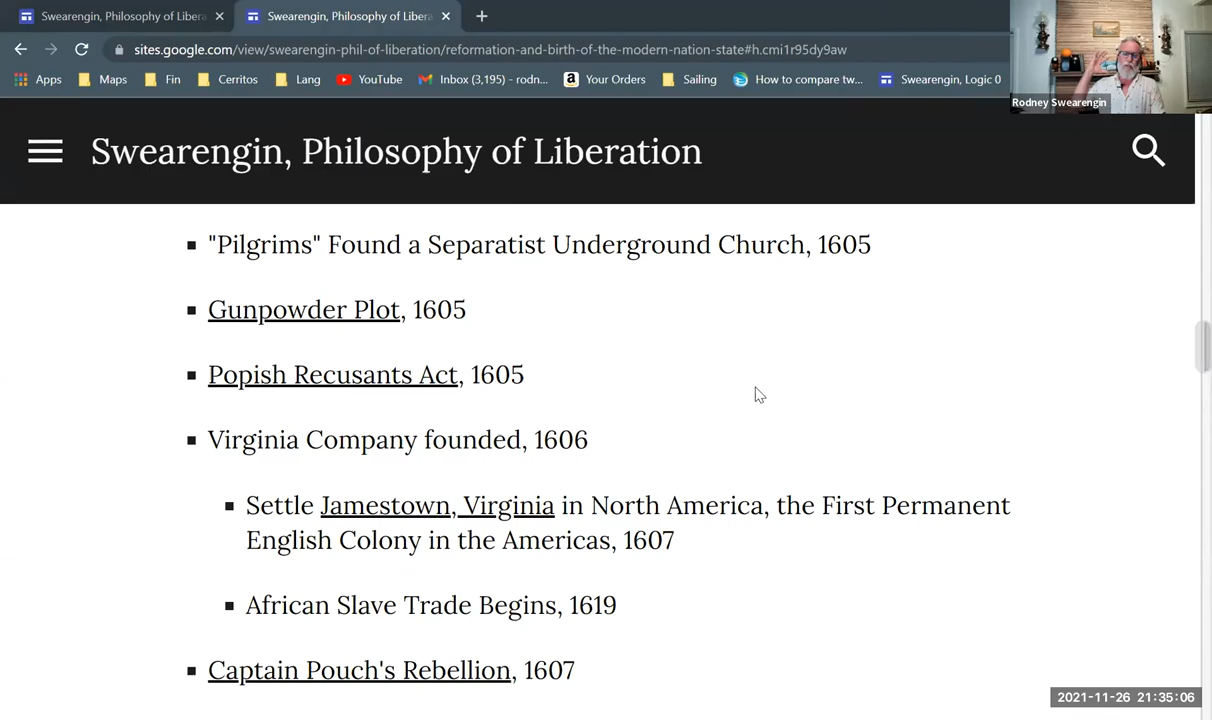 Swearengin, Philosophy of Libera
Swearengin, Philosophy of Libera
sites.google.com/view/swearengin-phil-of-liberation/reformation-and-birth-of-the-modern-nation-state#h.cmi1r95dy9aw
Apps Maps Fin Cerritos Lang YouTube Inbox (3,195) - rodn... Your Orders Sailing How to compare tw... Swearengin, Logic 0
Rodney Swearengin
Swearengin, Philosophy of Liberation
"Pilgrims" Found a Separatist Underground Church, 1605
Gunpowder Plot, 1605
Popish Recusants Act, 1605
Virginia Company founded, 1606
Settle Jamestown, Virginia in North America, the First Permanent
English Colony in the Americas, 1607
African Slave Trade Begins, 1619
Captain Pouch's Rebellion, 1607
2021-11-26 21:35:06